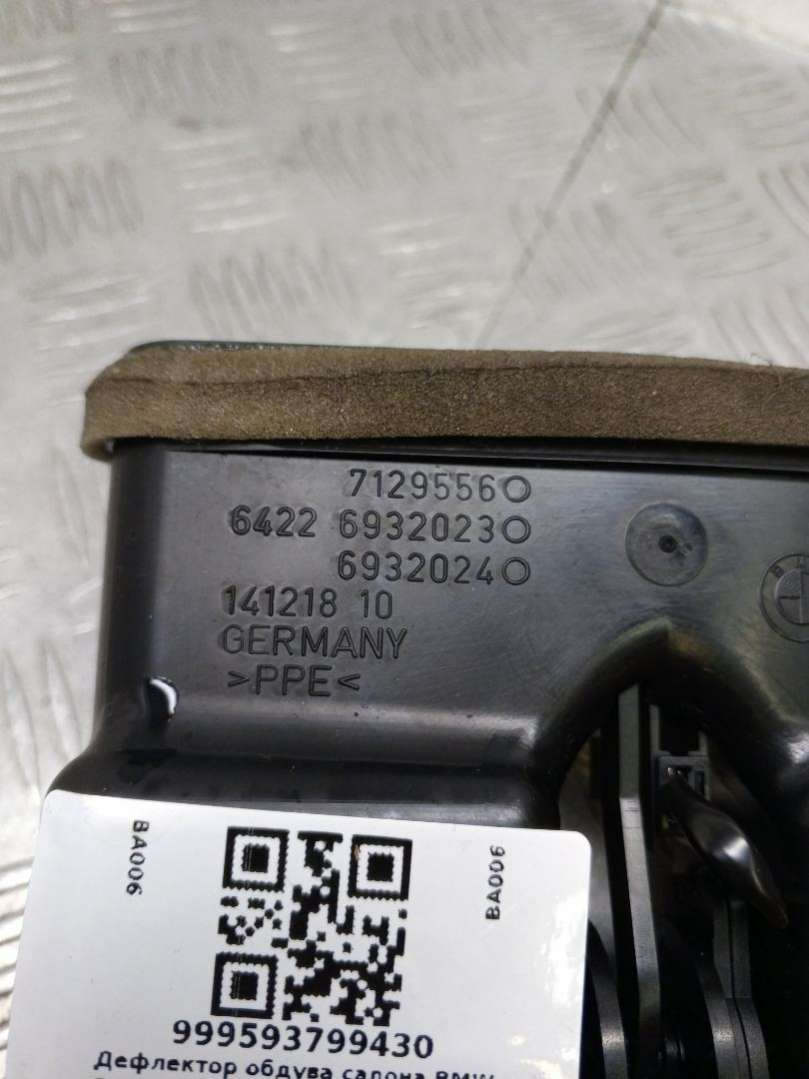 7129556
6422 6932023
6932024
141218 10
GERMANY
>PPE<
BA006
BA006
999593799430
Дефлектор обдува салона BMW